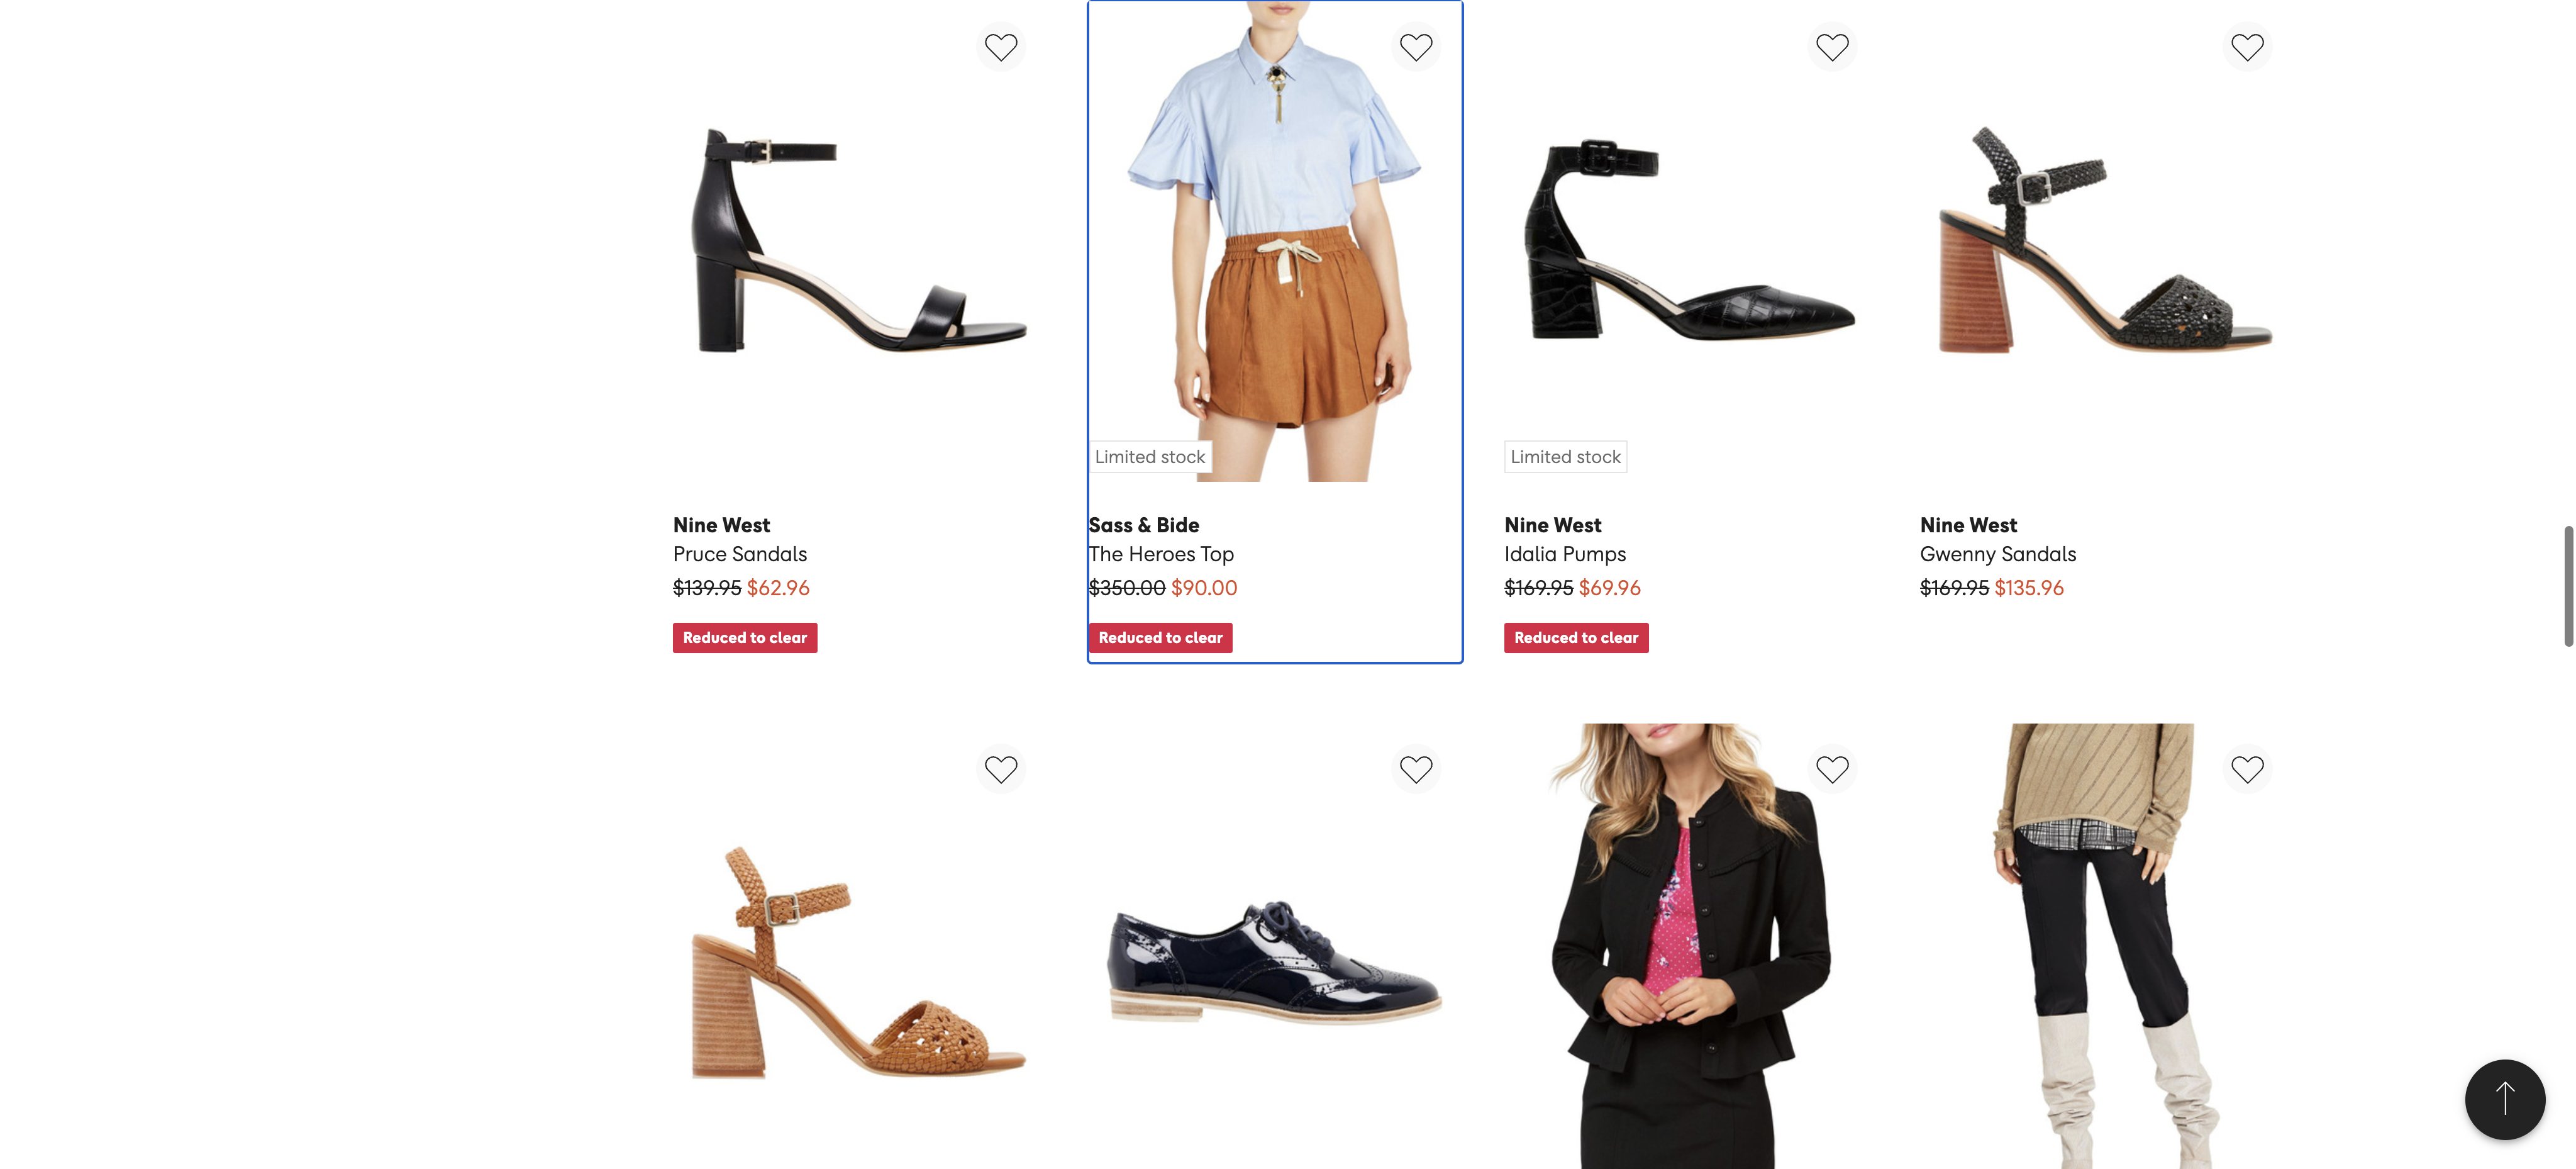 Limited stock
Limited stock
Nine West
Pruce Sandals
$139.95 $62.96
Reduced to clear
Sass & Bide
The Heroes Top
$350.00 $90.00
Reduced to clear
Nine West
Idalia Pumps
$169.95 $69.96
Reduced to clear
Nine West
Gwenny Sandals
$169.95 $135.96